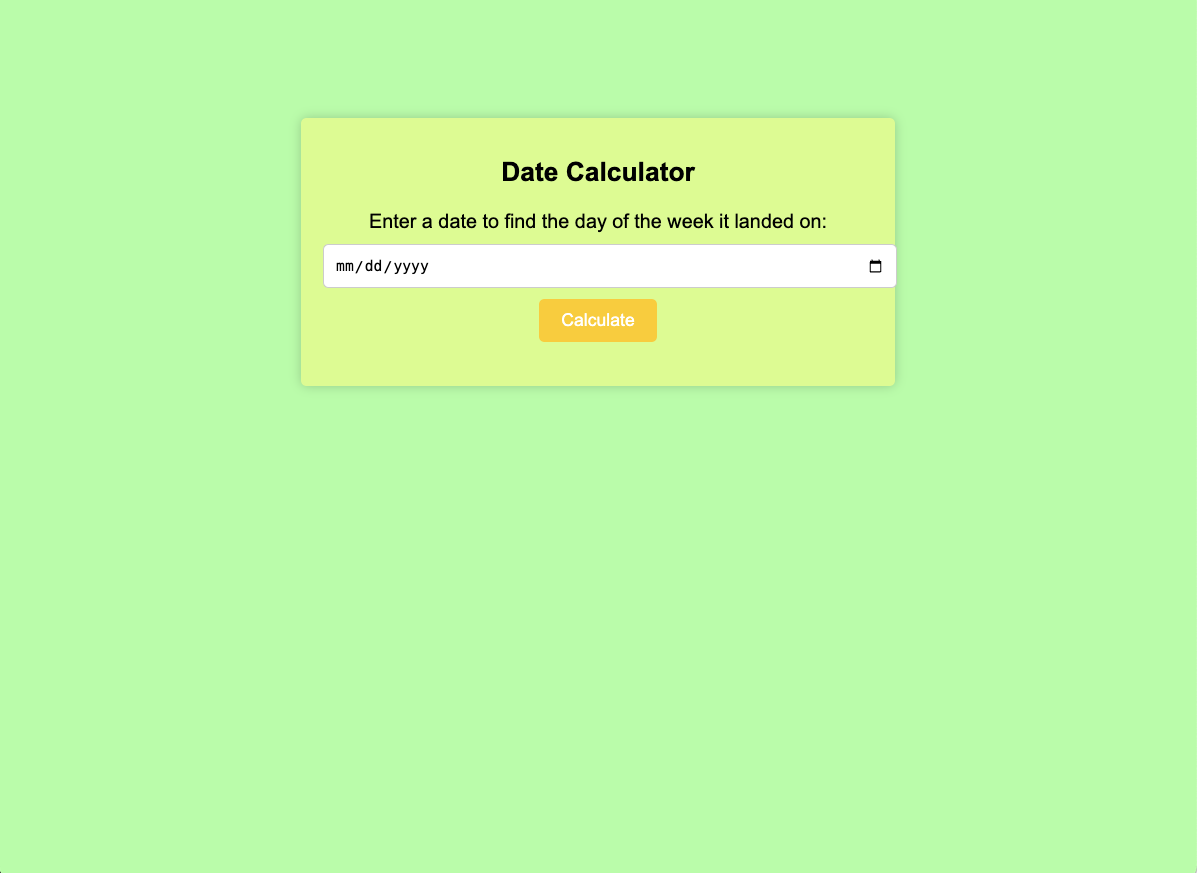 Date Calculator
Enter a date to find the day of the week it landed on:
mm/dd/yyyy
Calculate